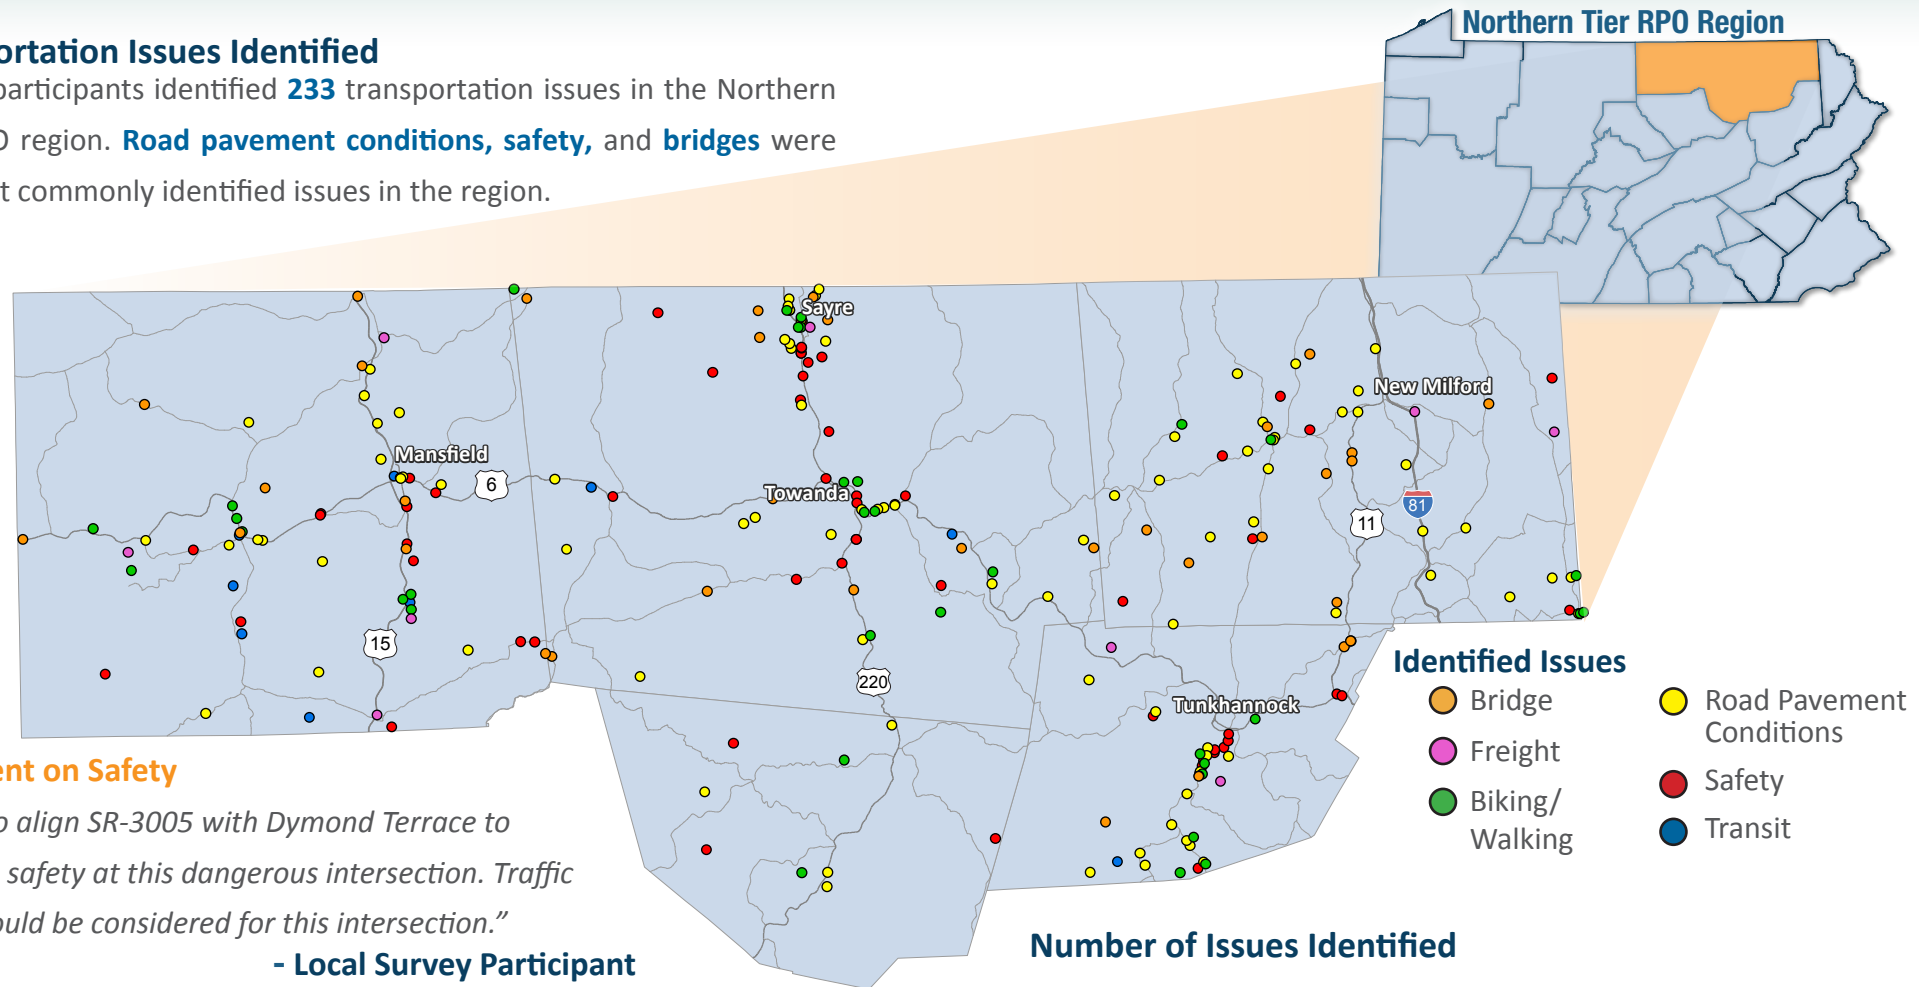 Northern Tier RPO Region
ortation Issues Identified
participants identified 233 transportation issues in the Northern
O region. Road pavement conditions, safety, and bridges were
t commonly identified issues in the region.
Sayre
New Milford
Mansfield
6
Towanda
81
11
15
220
Tunkhannock
Identified Issues
Bridge
Freight
Biking/
Walking
Road Pavement
Conditions
Safety
Transit
ent on Safety
o align SR-3005 with Dymond Terrace to
safety at this dangerous intersection. Traffic
ould be considered for this intersection.”
- Local Survey Participant
Number of Issues Identified